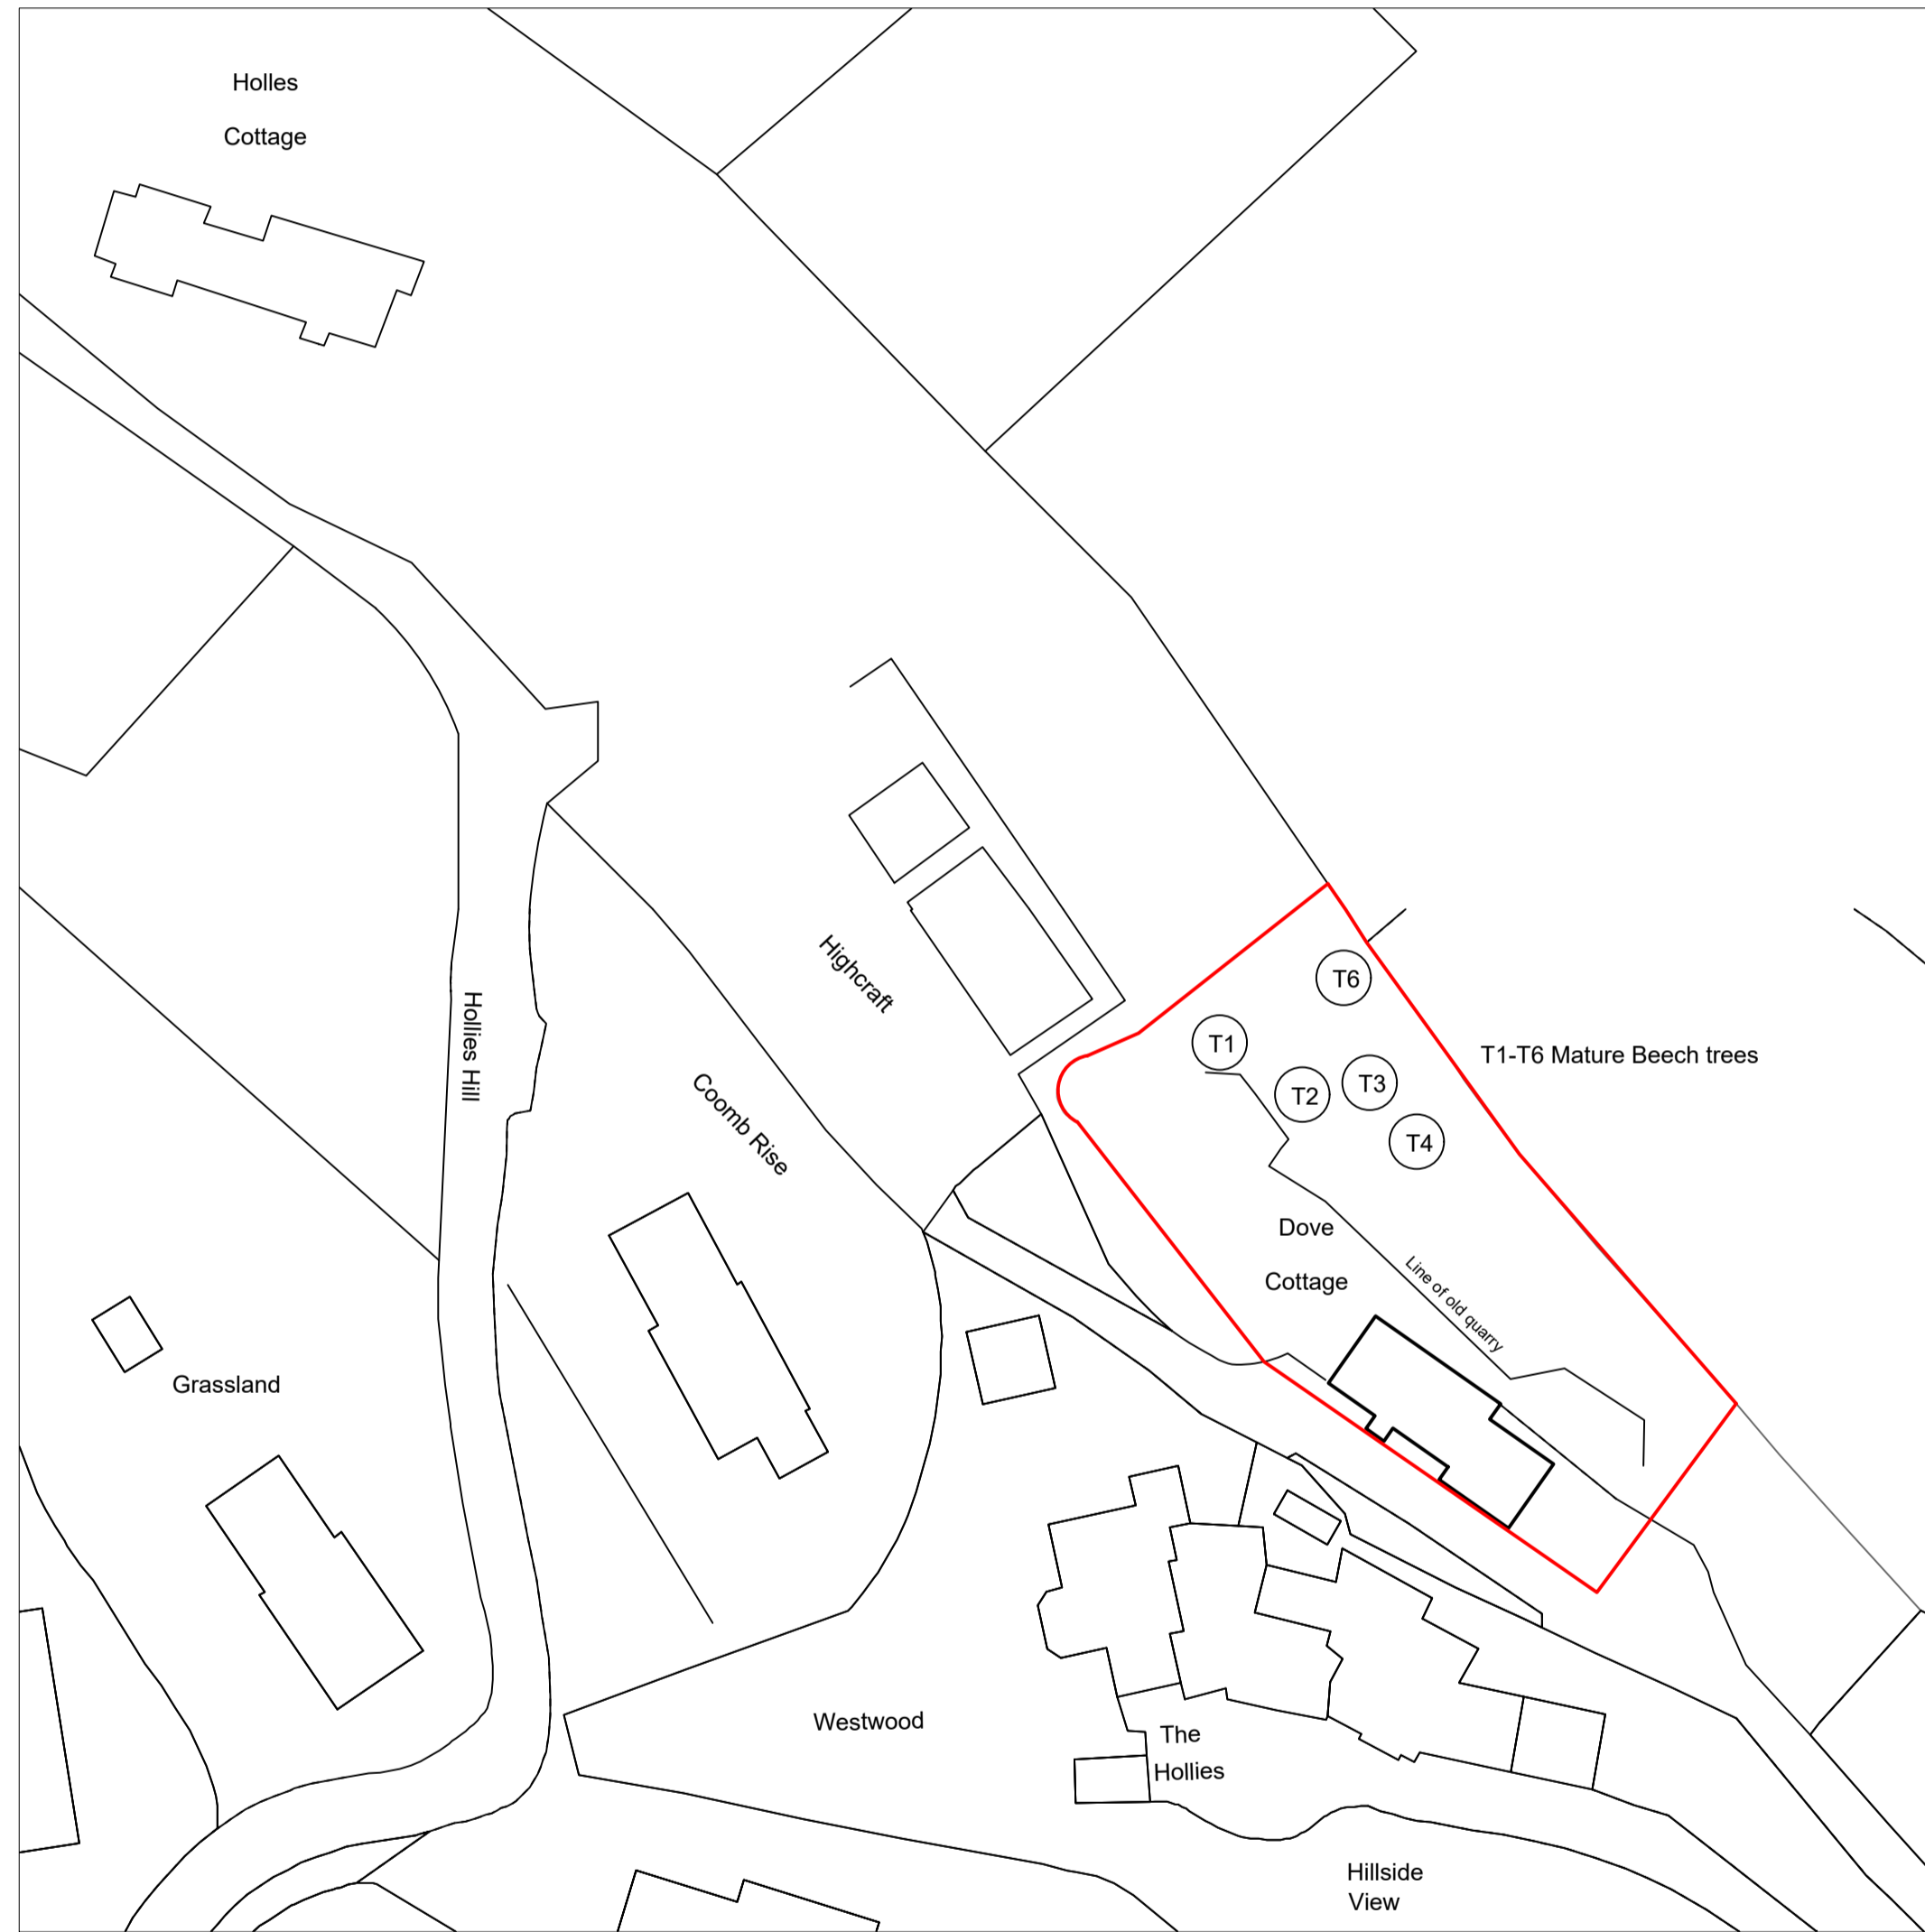 Holles
Cottage
Highcraft
T6
T1
T1-T6 Mature Beech trees
T3
T2
Hollies Hill
Coomb Rise
T4
Dove
Cottage
Line of old quarry
Grassland
Westwood
The
Hollies
Hillside
View